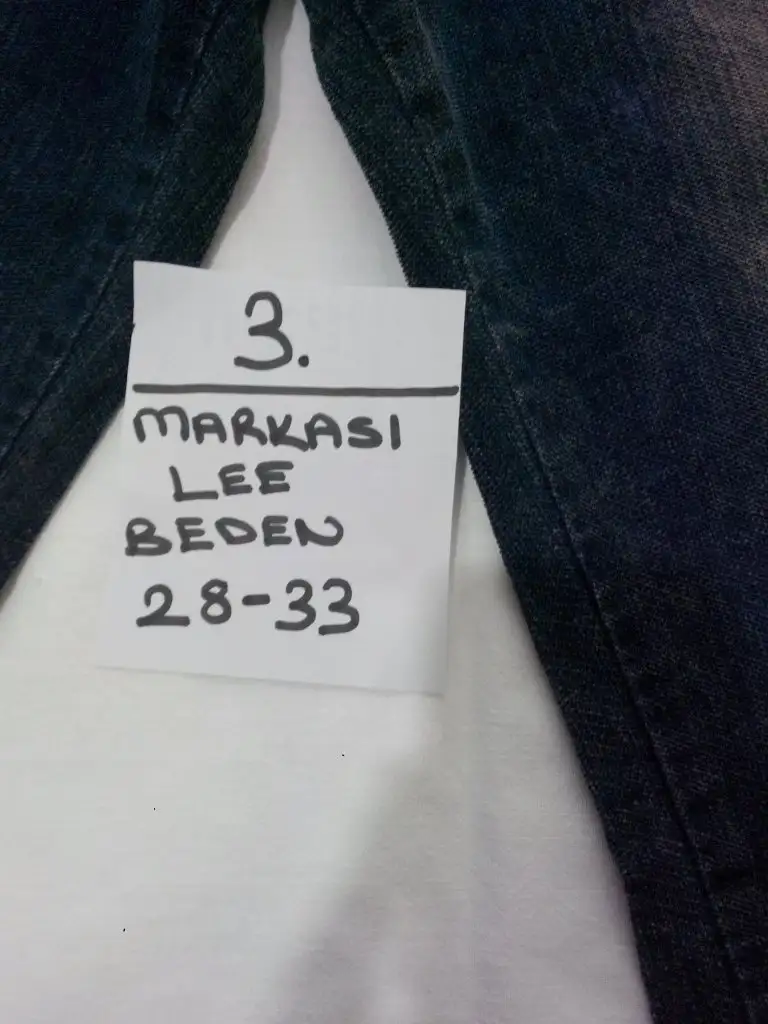 3.
MARKASI
LEE
BEDEN
28-33